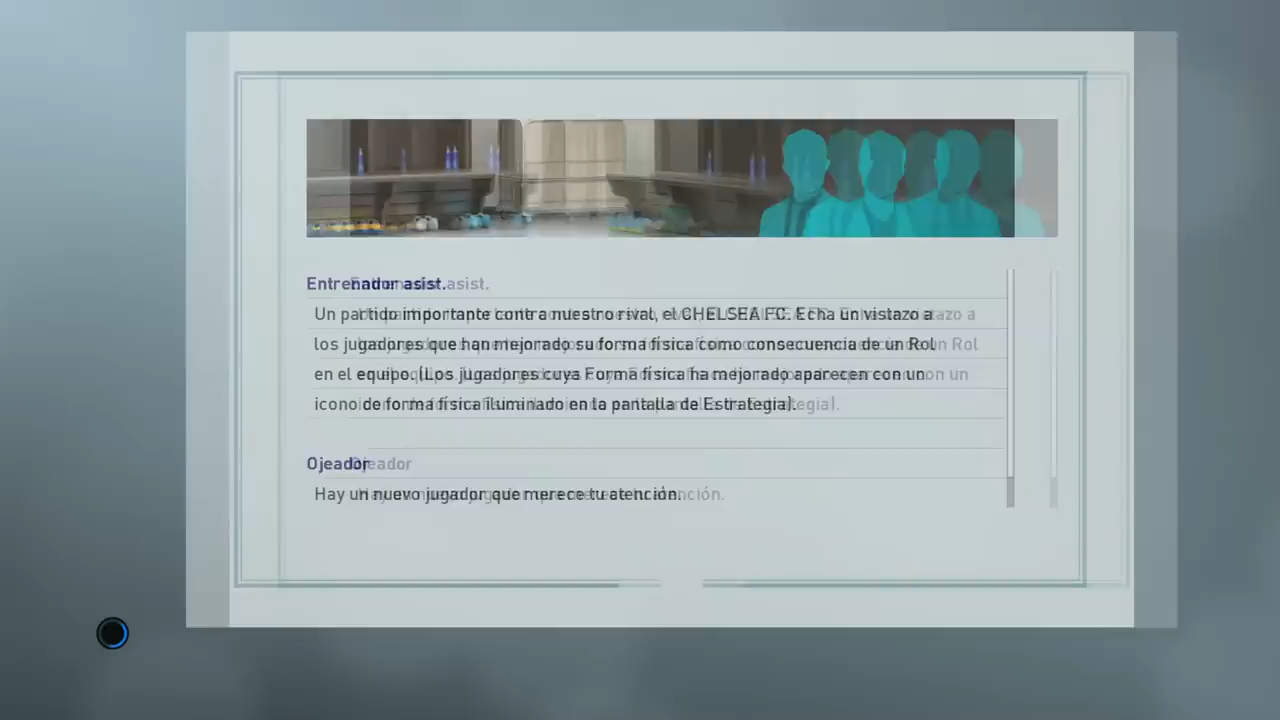 Entrenador asist.
Un partido importante contra nuestro rival, el CHELSEA FC. Echa un vistazo a
los jugadores que han mejorado su forma física como consecuencia de un Rol
en el equipo. (Los jugadores cuya Forma física ha mejorado aparecen con un
icono de forma física iluminado en la pantalla de Estrategia).
Ojeador
Hay un nuevo jugador que merece tu atención.